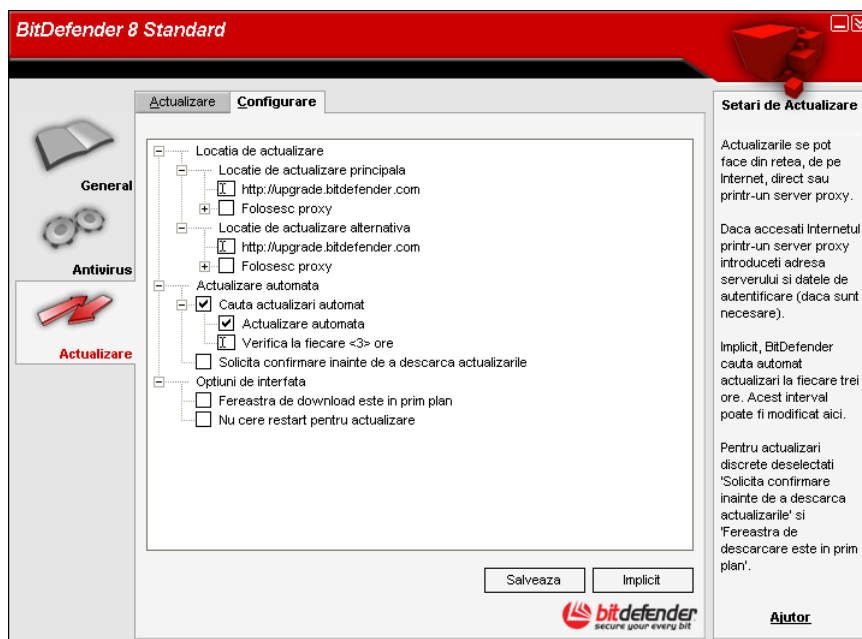 BitDefender 8 Standard
General
Antivirus
Actualizare
Actualizare
Configurare
Locatia de actualizare
Locatie de actualizare principala
http://upgrade.bitdefender.com
Folosesc proxy
Locatie de actualizare alternativa
http://upgrade.bitdefender.com
Folosesc proxy
Actualizare automata
Cauta actualizari automat
Actualizare automata
Verifica la fiecare <3> ore
Solicita confirmare inainte de a descarca actualizarile
Optiuni de interfata
Fereastra de download este in prim plan
Nu cere restart pentru actualizare
Salveaza
Implicit
bitdefender
secure your every bit
Setari de Actualizare
Actualizarile se pot
face din retea, de pe
Internet, direct sau
printr-un server proxy.
Daca accesati Internetul
printr-un server proxy
introduceti adresa
serverului si datele de
autentificare (daca sunt
necesare).
Implicit, BitDefender
cauta automat
actualizari la fiecare trei
ore. Acest interval
poate fi modificat aici.
Pentru actualizari
discrete deselectati
'Solicita confirmare
inainte de a descarca
actualizarile' si
'Fereastra de
descarcare este in prim
plan'.
Ajutor